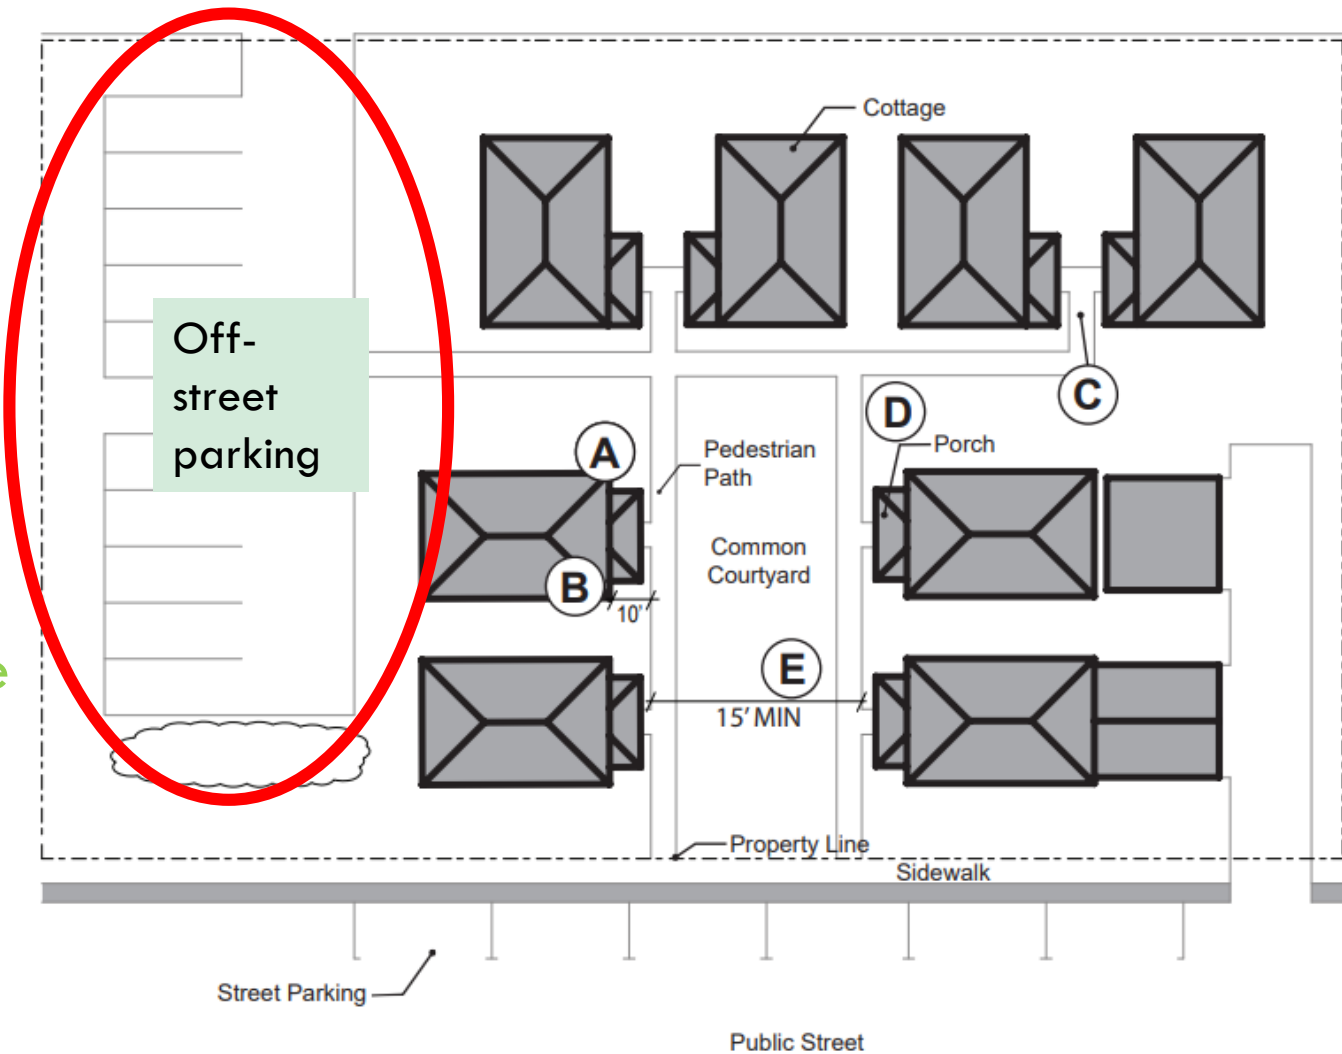 Cottage
Off-
street
parking
C
D
A
Porch
Pedestrian
Path
Common
Courtyard
B
10'
e
E
15' MIN
Property Line
Sidewalk
Street Parking
Public Street